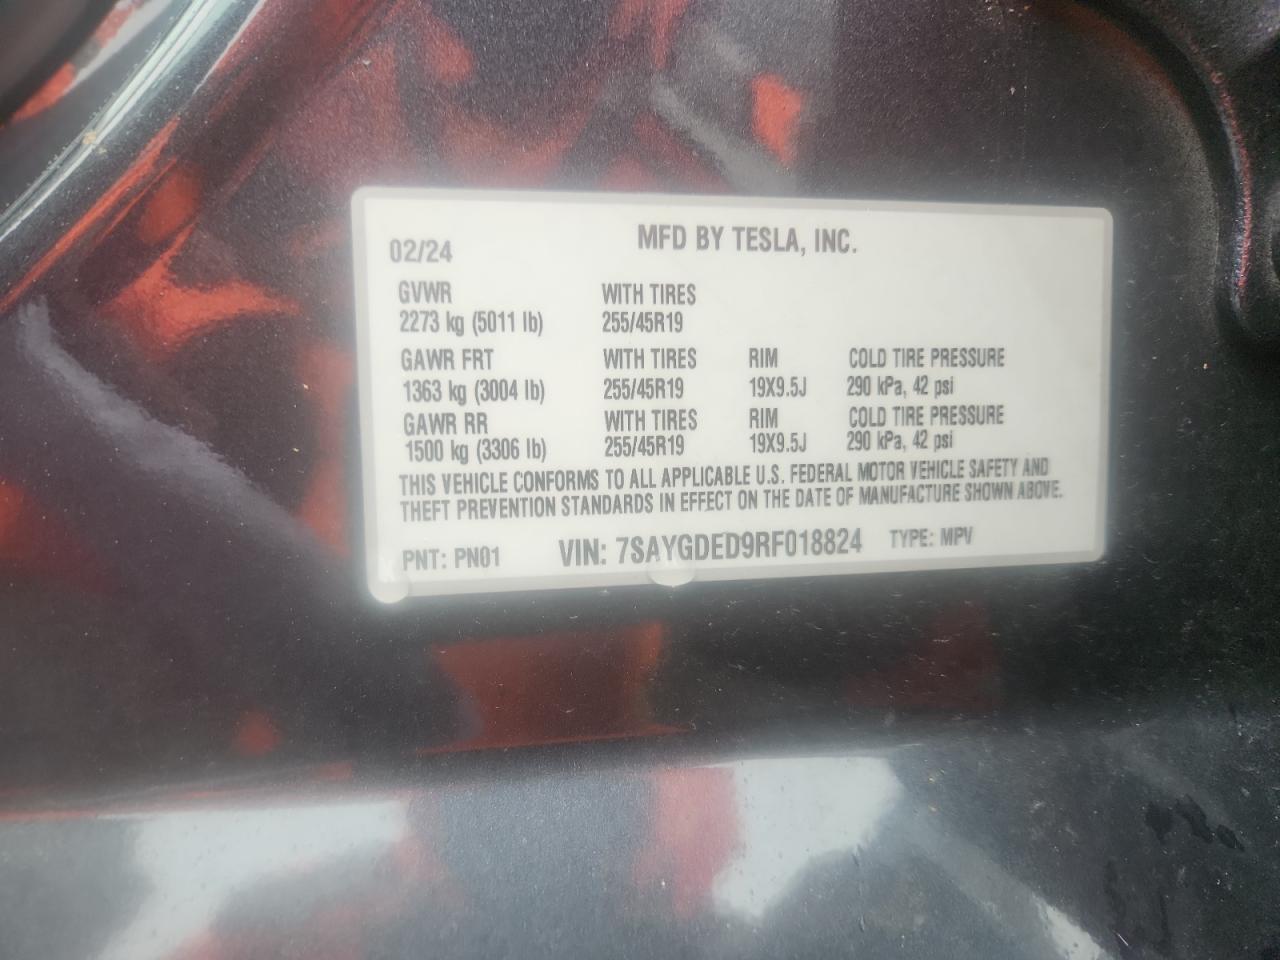 02/24 MFD BY TESLA, INC.
GVWR WITH TIRES
2273 kg (5011 lb) 255/45R19
GAWR FRT WITH TIRES RIM COLD TIRE PRESSURE
1363 kg (3004 lb) 255/45R19 19X9.5J 290 kPa, 42 psi
GAWR RR WITH TIRES RIM COLD TIRE PRESSURE
1500 kg (3306 lb) 255/45R19 19X9.5J 290 kPa, 42 psi
THIS VEHICLE CONFORMS TO ALL APPLICABLE U.S. FEDERAL MOTOR VEHICLE SAFETY AND
THEFT PREVENTION STANDARDS IN EFFECT ON THE DATE OF MANUFACTURE SHOWN ABOVE.
PNT: PN01 VIN: 7SAYGDED9RF018824 TYPE: MPV